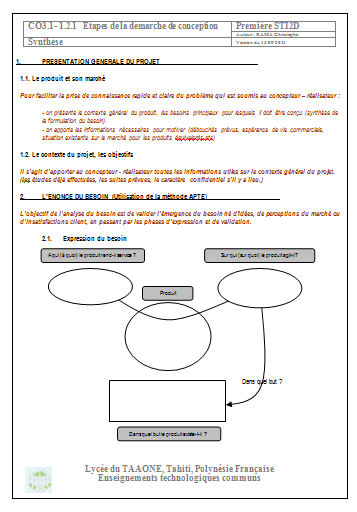 CO3.1- 1.2.1 Etapes de la démarche de conception
Première STI2D
Synthèse
Version du 12/09/2011
1. PRESENTATION GENERALE DU PROJET
1.1. Le produit et son marché
Pour faciliter la prise de connaissance rapide et claire du problème qui est soumis au concepteur – réalisateur :
- on présente le contexte général du produit, les besoins principaux pour lesquels il doit être conçu (synthèse de
la formulation du besoin).
- on apporte les informations nécessaires pour motiver (débouchés prévus, espérance de vie commerciale,
situation existante sur le marché pour les produits équivalents,etc)
1.2. Le contexte du projet, les objectifs
Il s'agit d'apporter au concepteur - réalisateur toutes les informations utiles sur le contexte général du projet.
(les études déjà effectuées, les suites prévues, le caractère confidentiel s'il y a lieu.)
2. L'ENONCE DU BESOIN (Utilisation de la méthode APTE)
L'objectif de l'analyse du besoin est de valider l'émergence du besoin né d'idées, de perceptions du marché ou
d'insatisfactions client, en passant par les phases d'expression et de validation.
2.1. Expression du besoin
Aqui (à quoi) le produit rend-il service ?
Sur qui (sur quoi) le produit agit-il ?
Produit
Dans quel but ?
Dans quel but le produit existe-t-il ?
Lycée du TAAONE, Tahiti, Polynésie Française
Enseignements technologiques communs